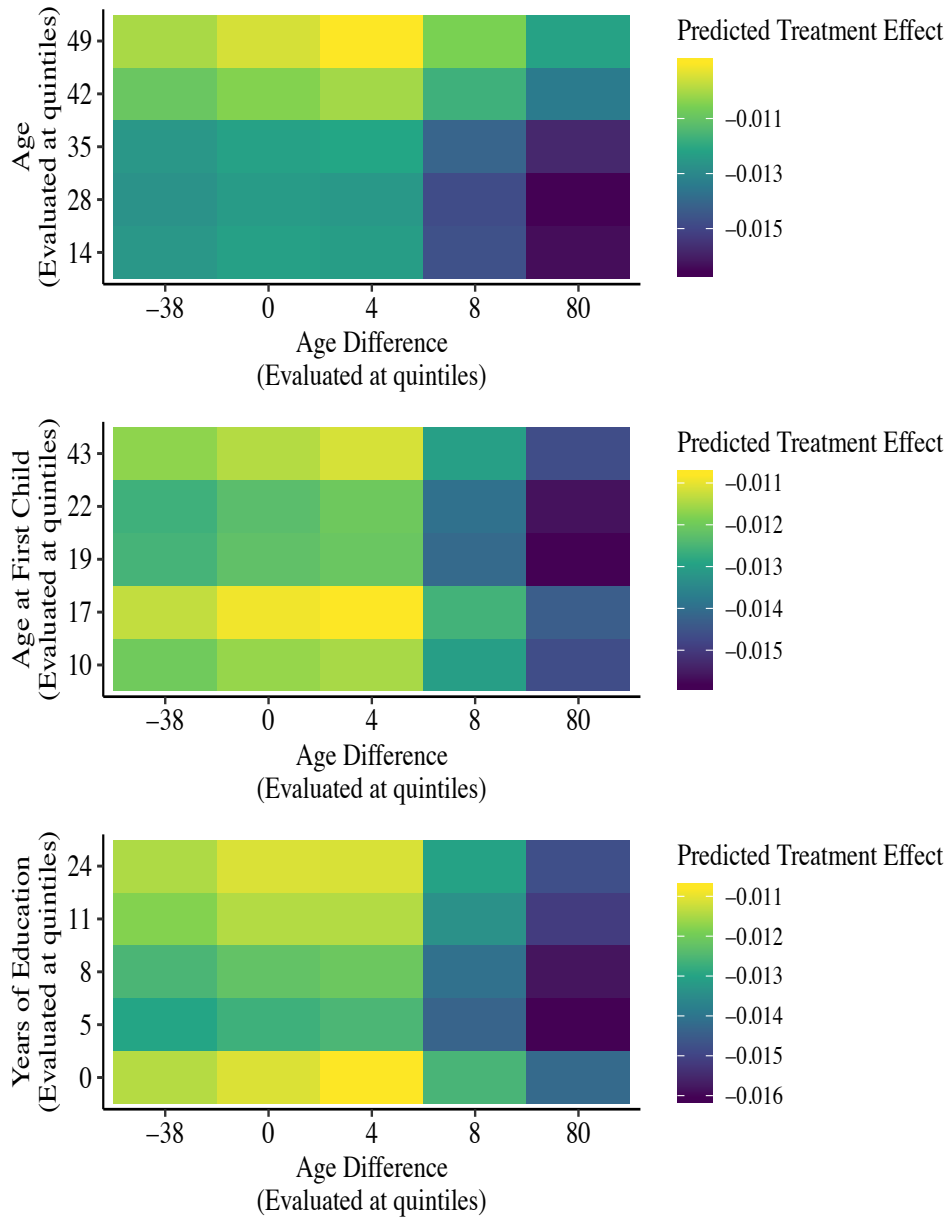 Age
(Evaluated at quintiles)
49
42
35
28
14
−38 0 4 8 80
Age Difference
(Evaluated at quintiles)
Predicted Treatment Effect
−0.011
−0.013
−0.015
Age at First Child
(Evaluated at quintiles)
43
22
19
17
10
−38 0 4 8 80
Age Difference
(Evaluated at quintiles)
Predicted Treatment Effect
−0.011
−0.012
−0.013
−0.014
−0.015
Years of Education
(Evaluated at quintiles)
24
11
8
5
0
−38 0 4 8 80
Age Difference
(Evaluated at quintiles)
Predicted Treatment Effect
−0.011
−0.012
−0.013
−0.014
−0.015
−0.016